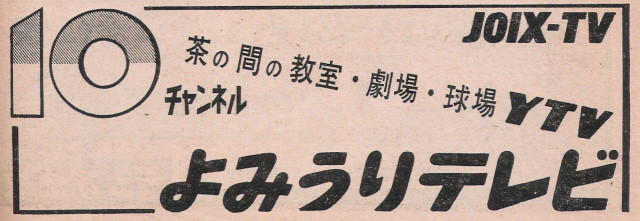 10
チャンネル
JOIX-TV
茶の間の教室・劇場・球場
YTV
よみうりテレビ